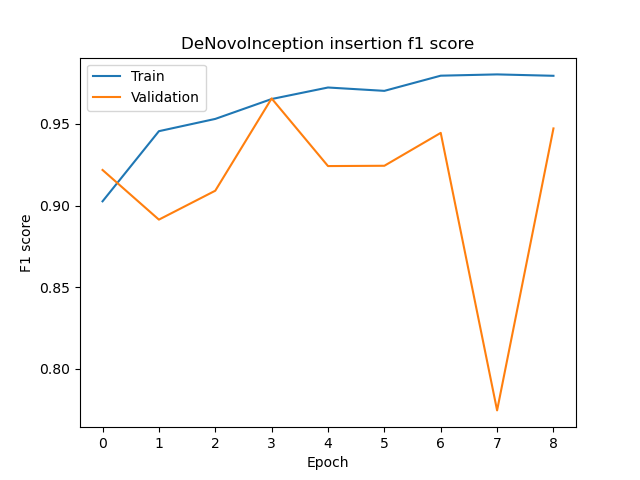 DeNovoInception insertion f1 score
Train
Validation
F1 score
0.95
0.90
0.85
0.80
0 1 2 3 4 5 6 7 8
Epoch